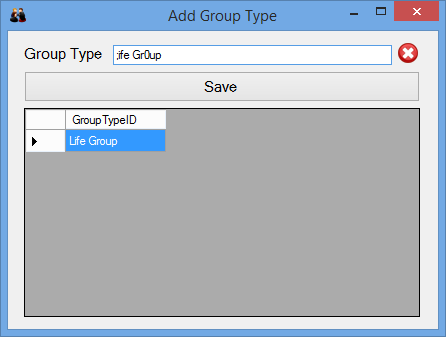 Add Group Type
Group Type ;ife Gr0up
Save
GroupTypeID
Life Group